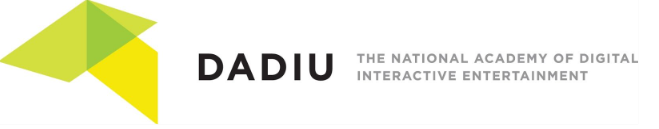 DADIU
THE NATIONAL ACADEMY OF DIGITAL
INTERACTIVE ENTERTAINMENT